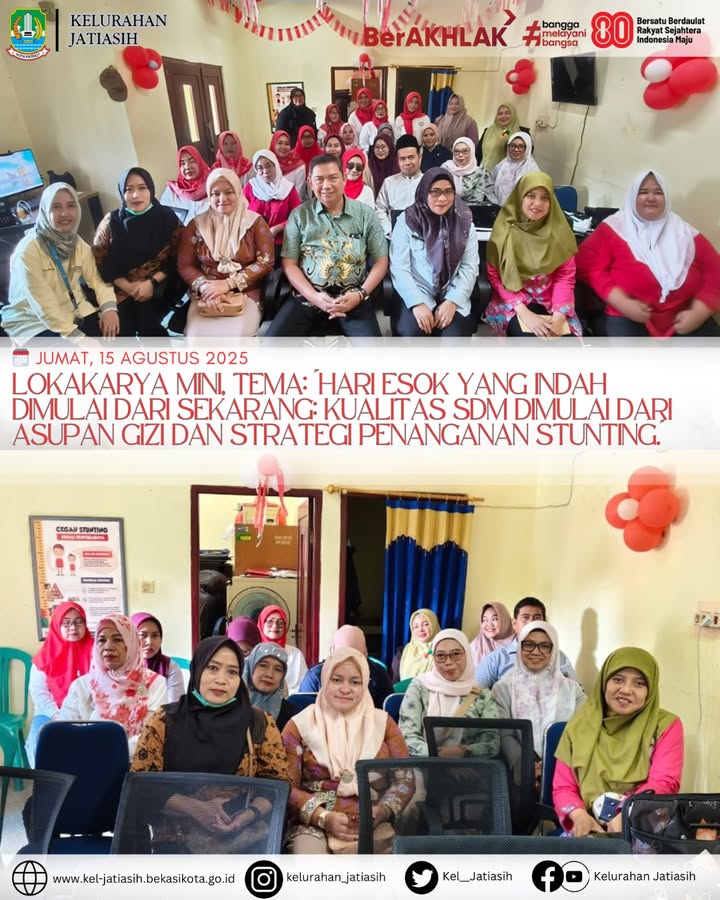 KELURAHAN
JATIASIH
BerAKHLAK
#bangga
melayani
bangsa
80
Bersatu Berdaulat
Rakyat Sejahtera
Indonesia Maju
JUMAT, 15 AGUSTUS 2025
LOKAKARYA MINI, TEMA: "HARI ESOK YANG INDAH
DIMULAI DARI SEKARANG: KUALITAS SDM DIMULAI DARI
ASUPAN GIZI DAN STRATEGI PENANGANAN STUNTING."
CEGAH STUNTING
www.kel-jatiasih.bekasikota.go.id
kelurahan_jatiasih
Kel__Jatiasih
Kelurahan Jatiasih